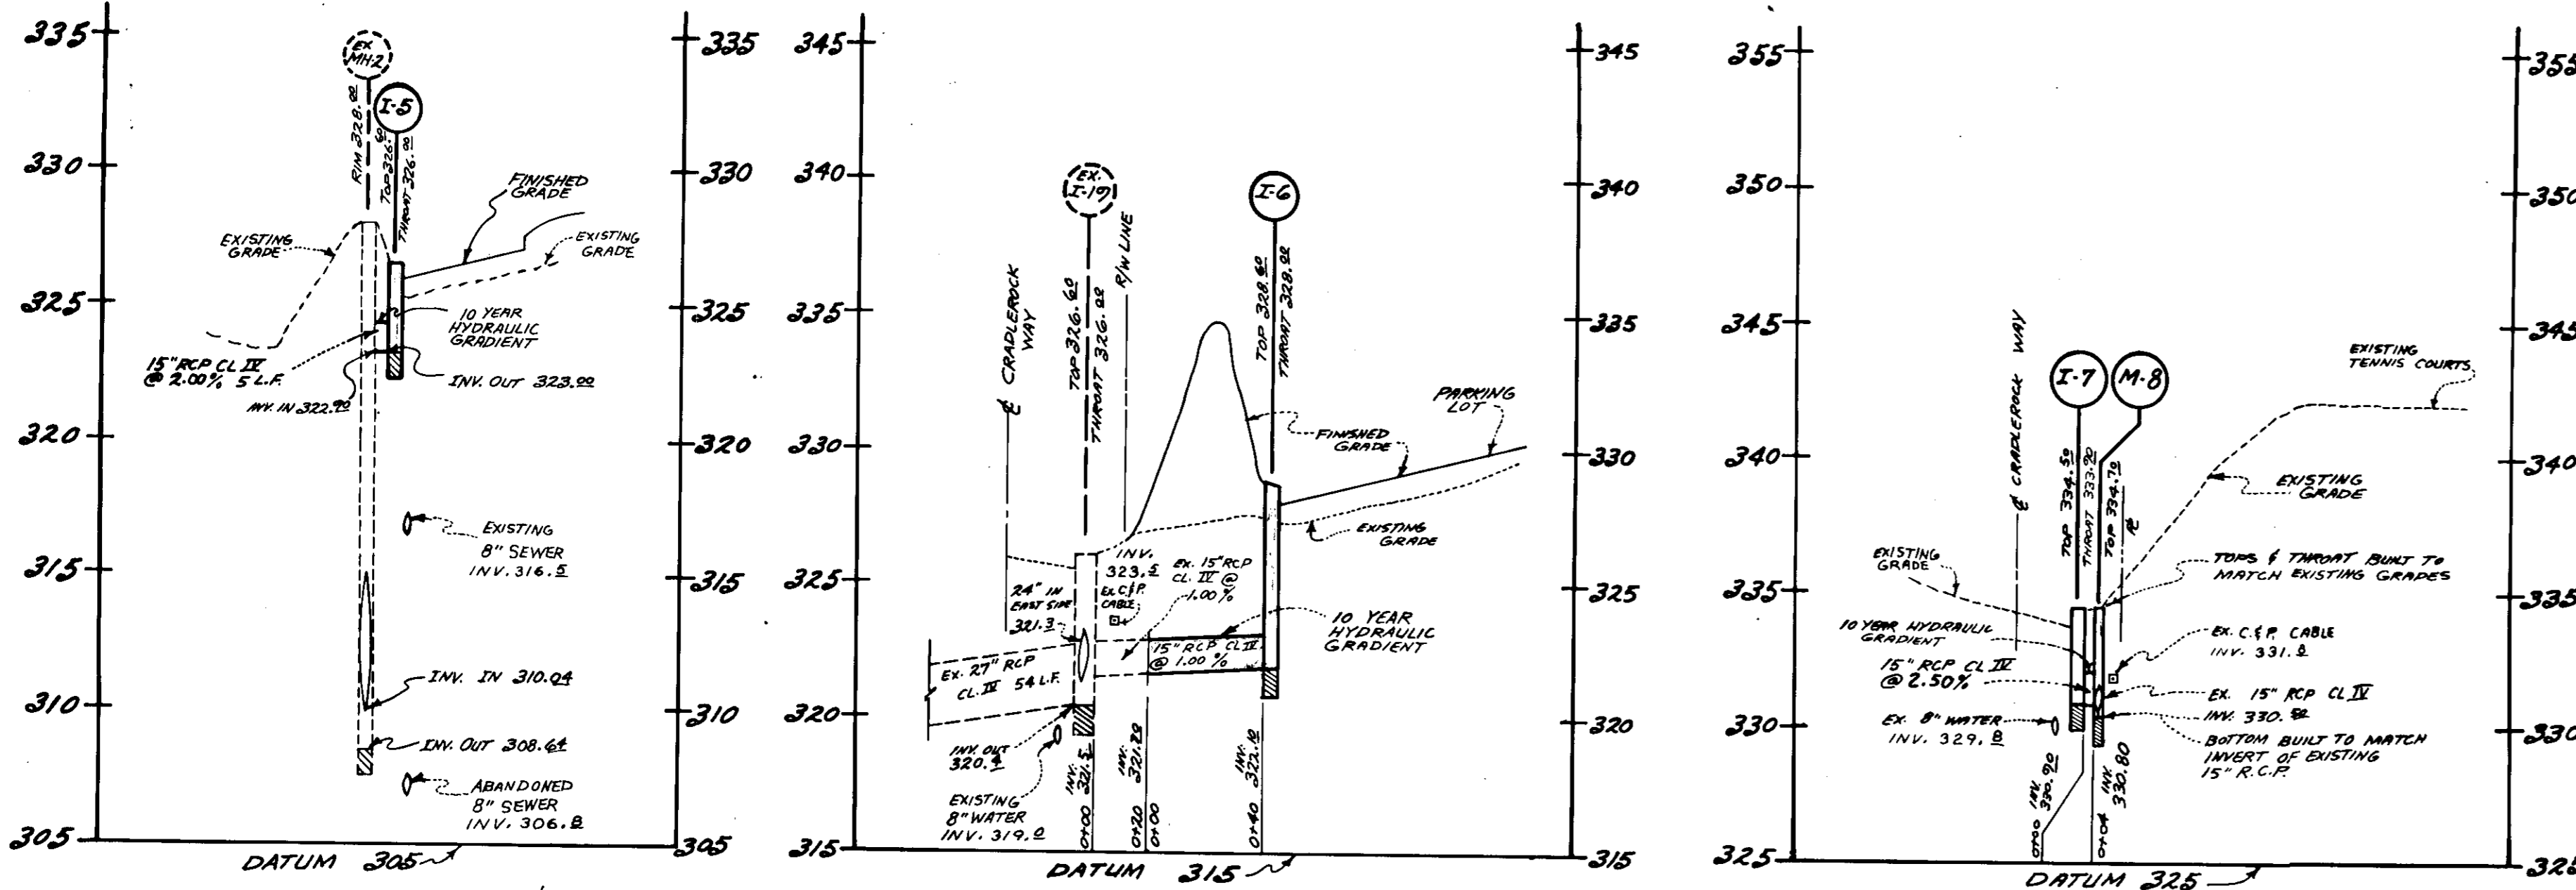 335
330
325
320
315
310
305
EX
MH-2
I-5
RIM 328.00
TOP 326.60
THROAT 326.00
FINISHED
GRADE
EXISTING
GRADE
EXISTING
GRADE
10 YEAR
HYDRAULIC
GRADIENT
15" RCP CL IV
@ 2.00% 5 L.F.
INV. OUT 323.00
INV. IN 322.90
EXISTING
8" SEWER
INV. 316.5
INV. IN 310.04
INV. OUT 308.64
ABANDONED
8" SEWER
INV. 306.8
335
330
325
320
315
310
305
DATUM 305
345
340
335
330
325
320
315
EX.
I-19
I-6
℄ CRADLEROCK
WAY
TOP 326.60
THROAT 326.00
R/W LINE
TOP 328.60
THROAT 328.00
PARKING
LOT
FINISHED
GRADE
EXISTING
GRADE
INV.
323.5
EX. C.&P.
CABLE
EX. 15" RCP
CL. IV @
1.00%
24" IN
EAST SIDE
321.3
10 YEAR
HYDRAULIC
GRADIENT
15" RCP CL IV
@ 1.00%
EX. 27" RCP
CL. IV 54 L.F.
INV. OUT
320.4
EXISTING
8" WATER
INV. 319.0
0+00
INV.
321.5
0+20
INV.
321.70
0+00
0+40
INV.
322.10
345
340
335
330
325
320
315
DATUM 315
355
350
345
340
335
330
325
I-7
M-8
℄ CRADLEROCK WAY
TOP 334.50
THROAT 333.90
TOP 334.70
EXISTING
TENNIS COURTS
EXISTING
GRADE
EXISTING
GRADE
TOPS & THROAT BUILT TO
MATCH EXISTING GRADES
10 YEAR HYDRAULIC
GRADIENT
15" RCP CL IV
@ 2.50%
EX. C.&P. CABLE
INV. 331.8
EX. 15" RCP CL IV
INV. 330.50
EX. 8" WATER
INV. 329.8
BOTTOM BUILT TO MATCH
INVERT OF EXISTING
15" R.C.P.
0+00
INV.
330.90
0+04
INV.
330.80
355
350
345
340
335
330
325
DATUM 325